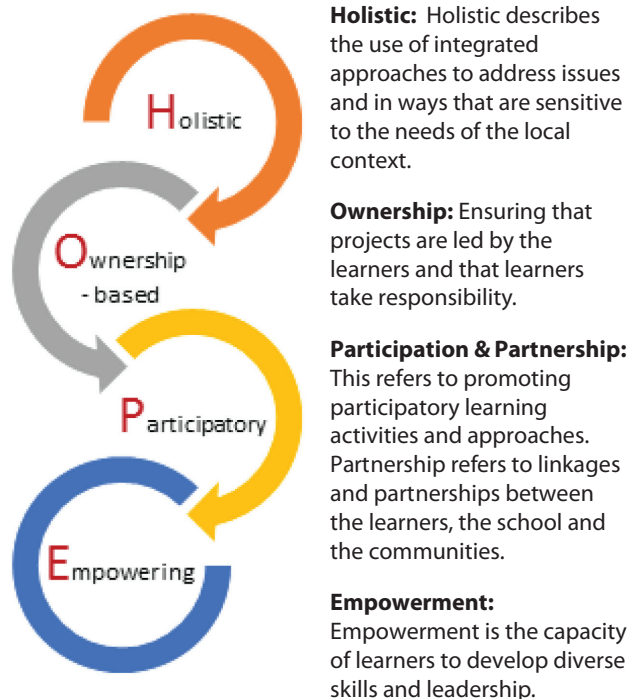 Holistic
Ownership
- based
Participatory
Empowering
Holistic: Holistic describes
the use of integrated
approaches to address issues
and in ways that are sensitive
to the needs of the local
context.
Ownership: Ensuring that
projects are led by the
learners and that learners
take responsibility.
Participation & Partnership:
This refers to promoting
participatory learning
activities and approaches.
Partnership refers to linkages
and partnerships between
the learners, the school and
the communities.
Empowerment:
Empowerment is the capacity
of learners to develop diverse
skills and leadership.